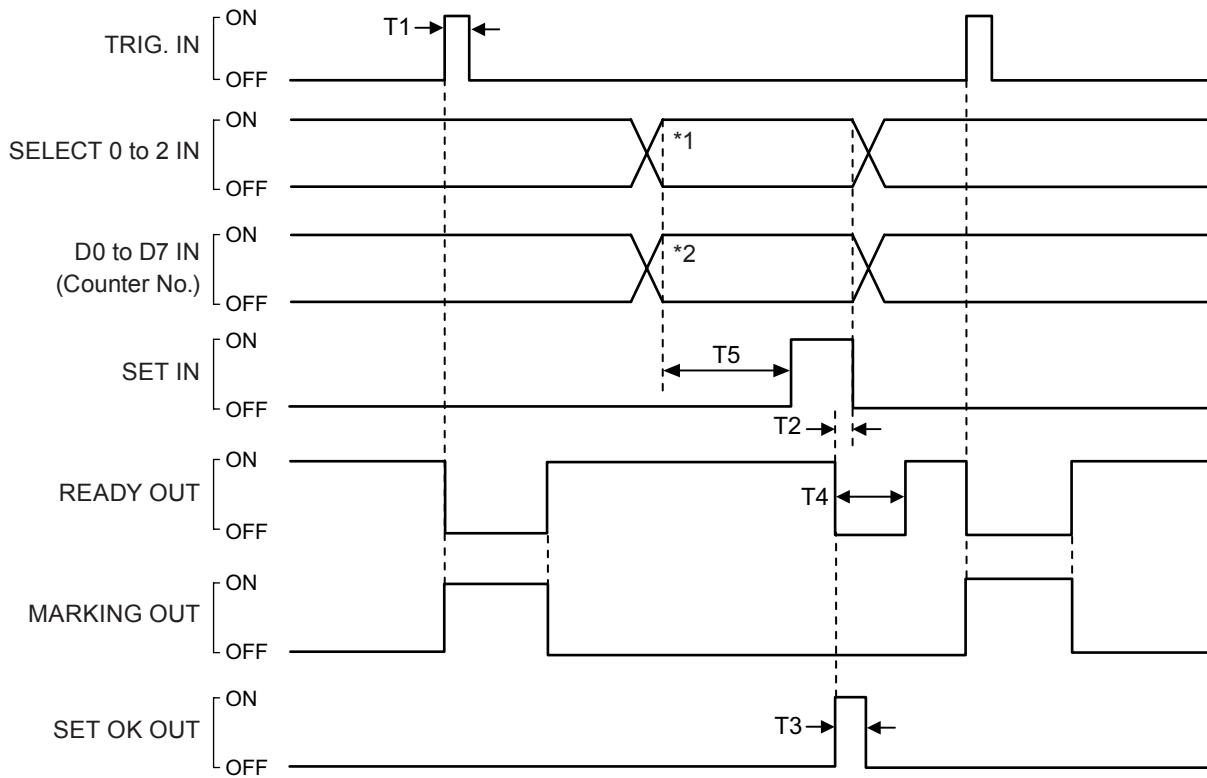 ON
T1
TRIG. IN
OFF
ON
SELECT 0 to 2 IN
*1
OFF
ON
D0 to D7 IN
*2
(Counter No.)
OFF
ON
T5
SET IN
OFF
T2
ON
READY OUT
T4
OFF
ON
MARKING OUT
OFF
ON
T3
SET OK OUT
OFF